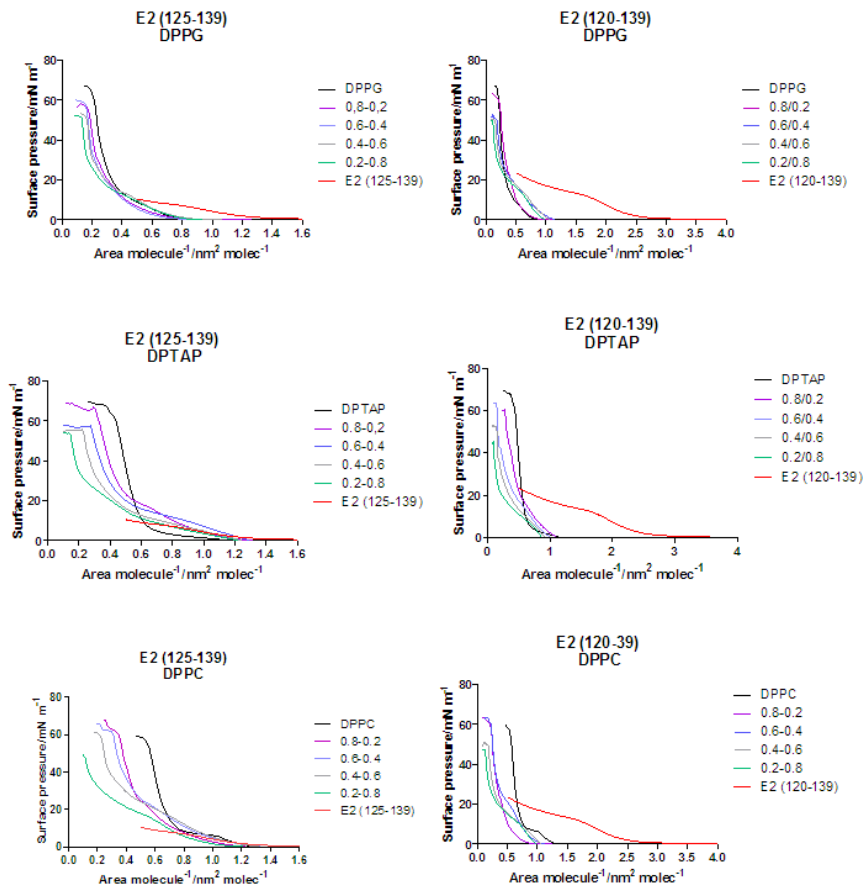 E2 (125-139)
DPPG
Surface pressure/mN m⁻¹
80
60
40
20
0
0.0 0.2 0.4 0.6 0.8 1.0 1.2 1.4 1.6
Area molecule⁻¹/nm² molec⁻¹
DPPG
0,8-0,2
0.6-0.4
0.4-0.6
0.2-0.8
E2 (125-139)
E2 (120-139)
DPPG
Surface pressure/mN m⁻¹
80
60
40
20
0
0.0 0.5 1.0 1.5 2.0 2.5 3.0 3.5 4.0
Area molecule⁻¹/nm² molec⁻¹
DPPG
0.8/0.2
0.6/0.4
0.4/0.6
0.2/0.8
E2 (120-139)
E2 (125-139)
DPTAP
Surface pressure/mN m⁻¹
80
60
40
20
0
0.0 0.2 0.4 0.6 0.8 1.0 1.2 1.4 1.6
Area molecule⁻¹/nm² molec⁻¹
DPTAP
0.8-0,2
0.6-0.4
0.4-0.6
0.2-0.8
E2 (125-139)
E2 (120-139)
DPTAP
Surface pressure/mN m⁻¹
80
60
40
20
0
0 1 2 3 4
Area molecule⁻¹/nm² molec⁻¹
DPTAP
0.8/0.2
0.6/0.4
0.4/0.6
0.2/0.8
E2 (120-139)
E2 (125-139)
DPPC
Surface pressure/mN m⁻¹
80
60
40
20
0
0.0 0.2 0.4 0.6 0.8 1.0 1.2 1.4 1.6
Area molecule⁻¹/nm² molec⁻¹
DPPC
0.8-0.2
0.6-0.4
0.4-0.6
0.2-0.8
E2 (125-139)
E2 (120-39)
DPPC
Surface pressure/mN m⁻¹
80
60
40
20
0
0.0 0.5 1.0 1.5 2.0 2.5 3.0 3.5 4.0
Area molecule⁻¹/nm² molec⁻¹
DPPC
0.8-0.2
0.6-0.4
0.4-0.6
0.2-0.8
E2 (120-139)